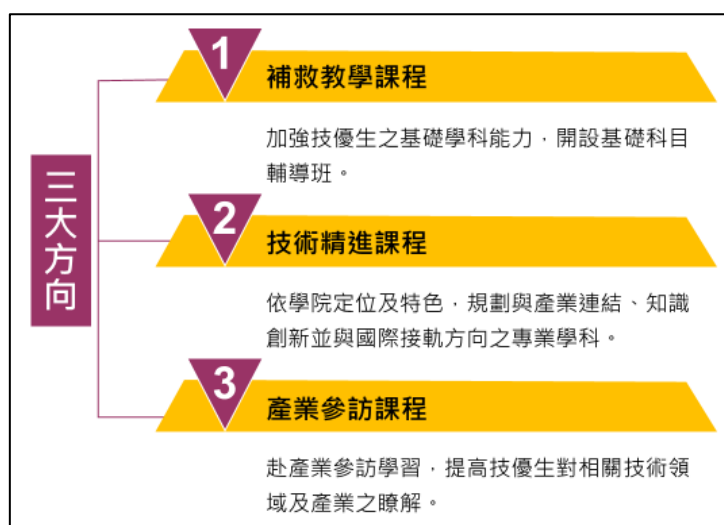 三大方向
1
補救教學課程
加強技優生之基礎學科能力，開設基礎科目
輔導班。
2
技術精進課程
依學院定位及特色，規劃與產業連結、知識
創新並與國際接軌方向之專業學科。
3
產業參訪課程
赴產業參訪學習，提高技優生對相關技術領
域及產業之瞭解。